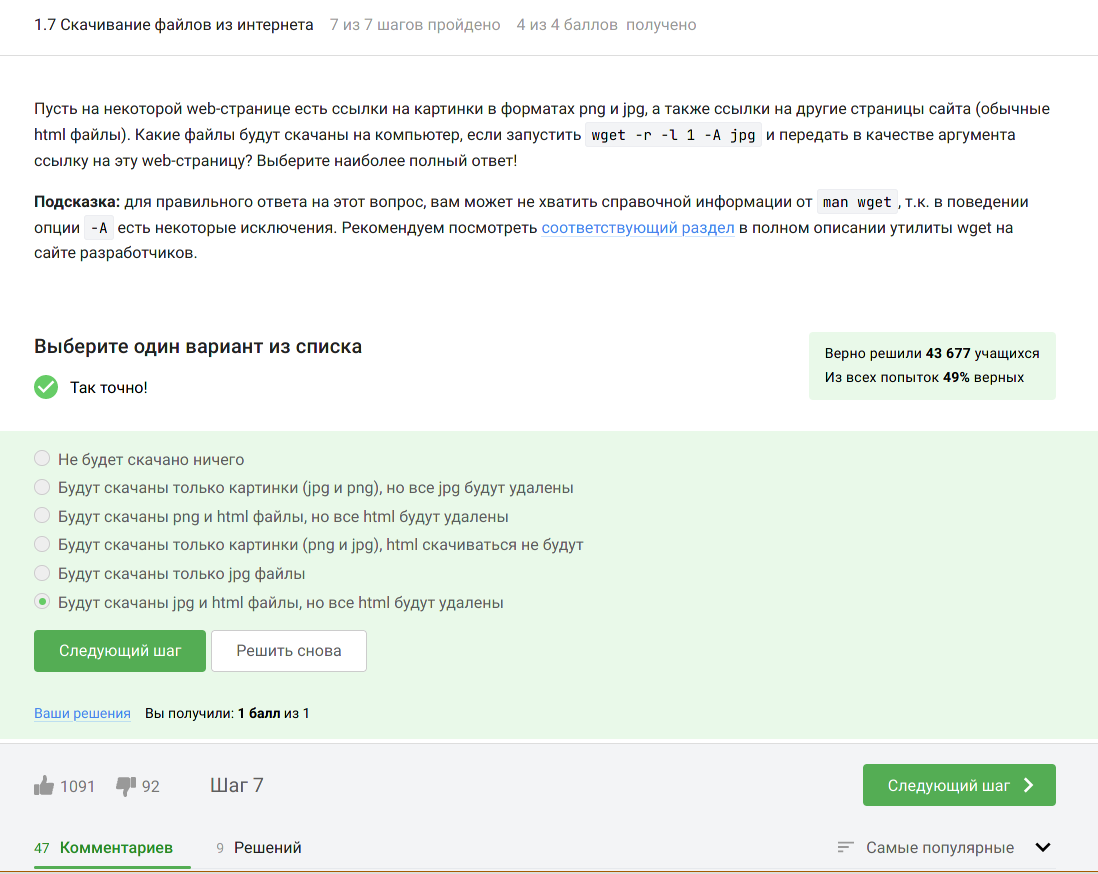 1.7 Скачивание файлов из интернета 7 из 7 шагов пройдено 4 из 4 баллов получено
Пусть на некоторой web-странице есть ссылки на картинки в форматах png и jpg, а также ссылки на другие страницы сайта (обычные
html файлы). Какие файлы будут скачаны на компьютер, если запустить wget -r -l 1 -A jpg и передать в качестве аргумента
ссылку на эту web-страницу? Выберите наиболее полный ответ!
Подсказка: для правильного ответа на этот вопрос, вам может не хватить справочной информации от man wget, т.к. в поведении
опции -A есть некоторые исключения. Рекомендуем посмотреть соответствующий раздел в полном описании утилиты wget на
сайте разработчиков.
Выберите один вариант из списка
Так точно!
Верно решили 43 677 учащихся
Из всех попыток 49% верных
Не будет скачано ничего
Будут скачаны только картинки (jpg и png), но все jpg будут удалены
Будут скачаны png и html файлы, но все html будут удалены
Будут скачаны только картинки (png и jpg), html скачиваться не будут
Будут скачаны только jpg файлы
Будут скачаны jpg и html файлы, но все html будут удалены
Следующий шаг Решить снова
Ваши решения Вы получили: 1 балл из 1
1091 92 Шаг 7 Следующий шаг
47 Комментариев 9 Решений Самые популярные